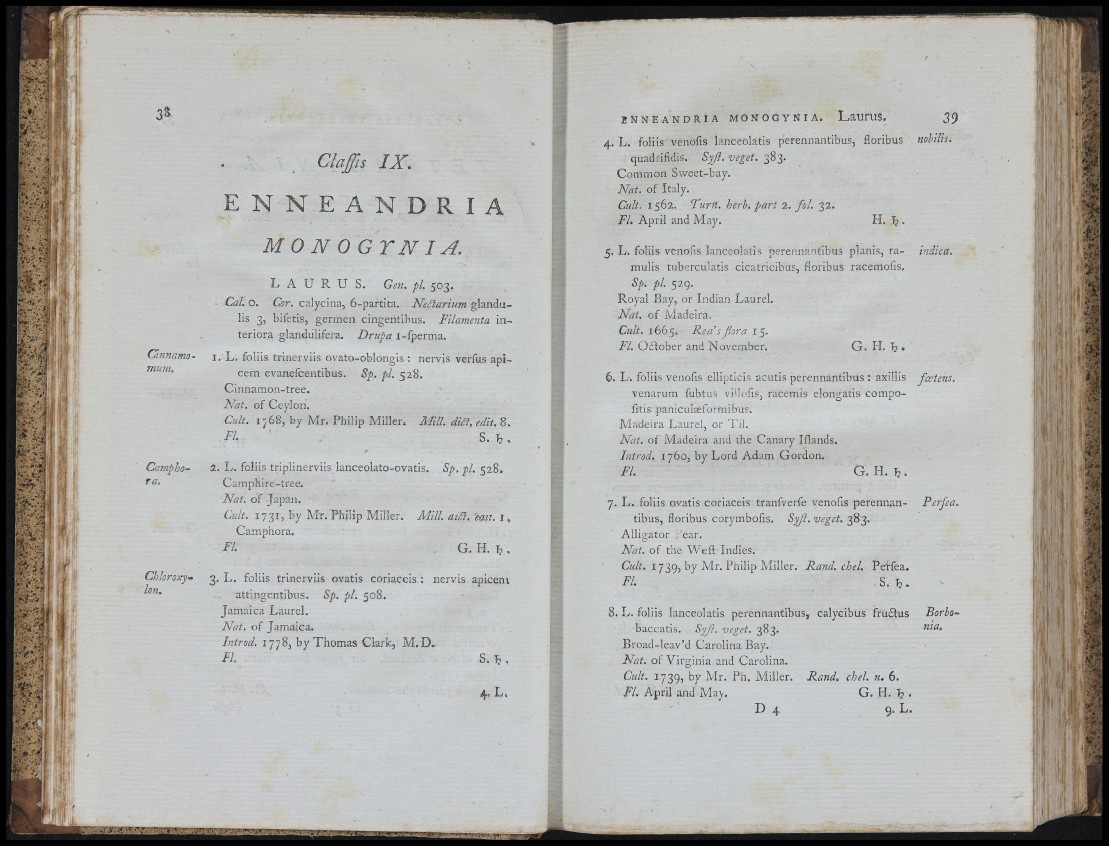 38
Claſſis IX.
ENNEANDRIA
MONOGYNIA.
LAURUS. Gen. pl. 503.
Cal. 0. Cor. calycina, 6-partita. Nectarium glandu-
lis 3, biſetis, germen cingentibus. Filamenta in-
teriora glandulifera. Drupa 1-ſperma.
Cinnamo- 1. L. foliis trinerviis ovato-oblongis : nervis verſus api-
mum. cem evaneſcentibus. Sp. pl. 528.
Cinnamon-tree.
Nat. of Ceylon.
Cult. 1768, by Mr. Philip Miller. Mill. dict. edit. 8.
Fl. S. ♄.
Campho- 2. L. foliis triplinerviis lanceolato-ovatis. Sp. pl. 528.
ra. Camphire-tree.
Nat. of Japan.
Cult. 1731, by Mr. Philip Miller. Mill. dict. edit. 1.
Camphora.
Fl. G. H. ♄.
Chloroxy- 3. L. foliis trinerviis ovatis coriaceis : nervis apicem
lon. attingentibus. Sp. pl. 508.
Jamaica Laurel.
Nat. of Jamaica.
Introd. 1778, by Thomas Clark, M.D.
Fl. S. ♄.
4. L.
ENNEANDRIA MONOGYNIA. Laurus. 39
4. L. foliis venoſis lanceolatis perennantibus, floribus nobilis.
quadrifidis. Syſt. veget. 383.
Common Sweet-bay.
Nat. of Italy.
Cult. 1562. Turn. herb. part 2. fol. 32.
Fl. April and May. H. ♄.
5. L. foliis venoſis lanceolatis perennantibus planis, ra- indica.
mulis tuberculatis cicatricibus, floribus racemoſis.
Sp. pl. 529.
Royal Bay, or Indian Laurel.
Nat. of Madeira.
Cult. 1665. Rea's flora 15.
Fl. October and November. G. H. ♄.
6. L. foliis venoſis ellipticis acutis perennantibus : axillis fœtens.
venarum ſubtus villoſis, racemis elongatis compo-
ſitis paniculæformibus.
Madeira Laurel, or Til.
Nat. of Madeira and the Canary Iſlands.
Introd. 1760, by Lord Adam Gordon.
Fl. G. H. ♄.
7. L. foliis ovatis coriaceis tranſverſe venoſis perennan- Perſea.
tibus, floribus corymboſis. Syſt. veget. 383.
Alligator Pear.
Nat. of the Weſt Indies.
Cult. 1739, by Mr. Philip Miller. Rand. chel. Perſea.
Fl. S. ♄.
8. L. foliis lanceolatis perennantibus, calycibus fructus Borbo-
baccatis. Syſt. veget. 383. nia.
Broad-leav'd Carolina Bay.
Nat. of Virginia and Carolina.
Cult. 1739, by Mr. Ph. Miller. Rand. chel. n. 6.
Fl. April and May. G. H. ♄.
D 4 9. L.